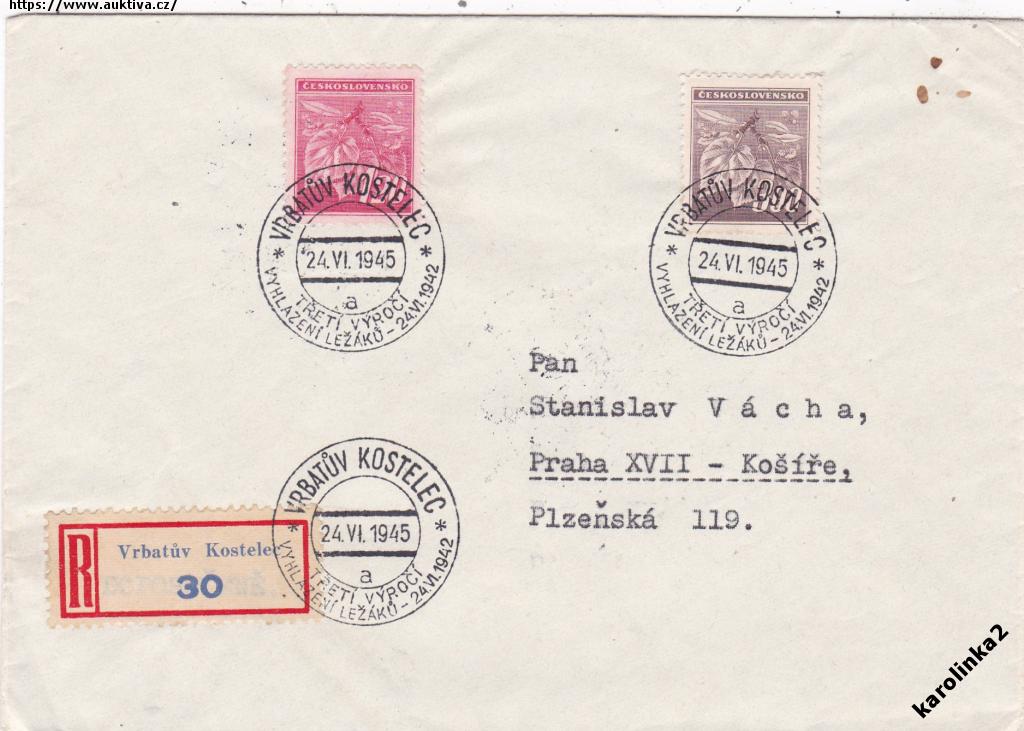 https://www.auktiva.cz/
ČESKOSLOVENSKO
ČESKOSLOVENSKO
* VRBATŮV KOSTELEC *
24.VI.1945
a
TŘETÍ VÝROČÍ
VYHLAZENÍ LEŽÁKŮ – 24.VI.1942
* VRBATŮV KOSTELEC *
24.VI.1945
a
TŘETÍ VÝROČÍ
VYHLAZENÍ LEŽÁKŮ – 24.VI.1942
Pan
Stanislav Vácha,
Praha XVII – Košíře,
Plzeňská 119.
* VRBATŮV KOSTELEC *
24.VI.1945
a
TŘETÍ VÝROČÍ
VYHLAZENÍ LEŽÁKŮ – 24.VI.1942
R
Vrbatův Kostelec
30
karolinka2